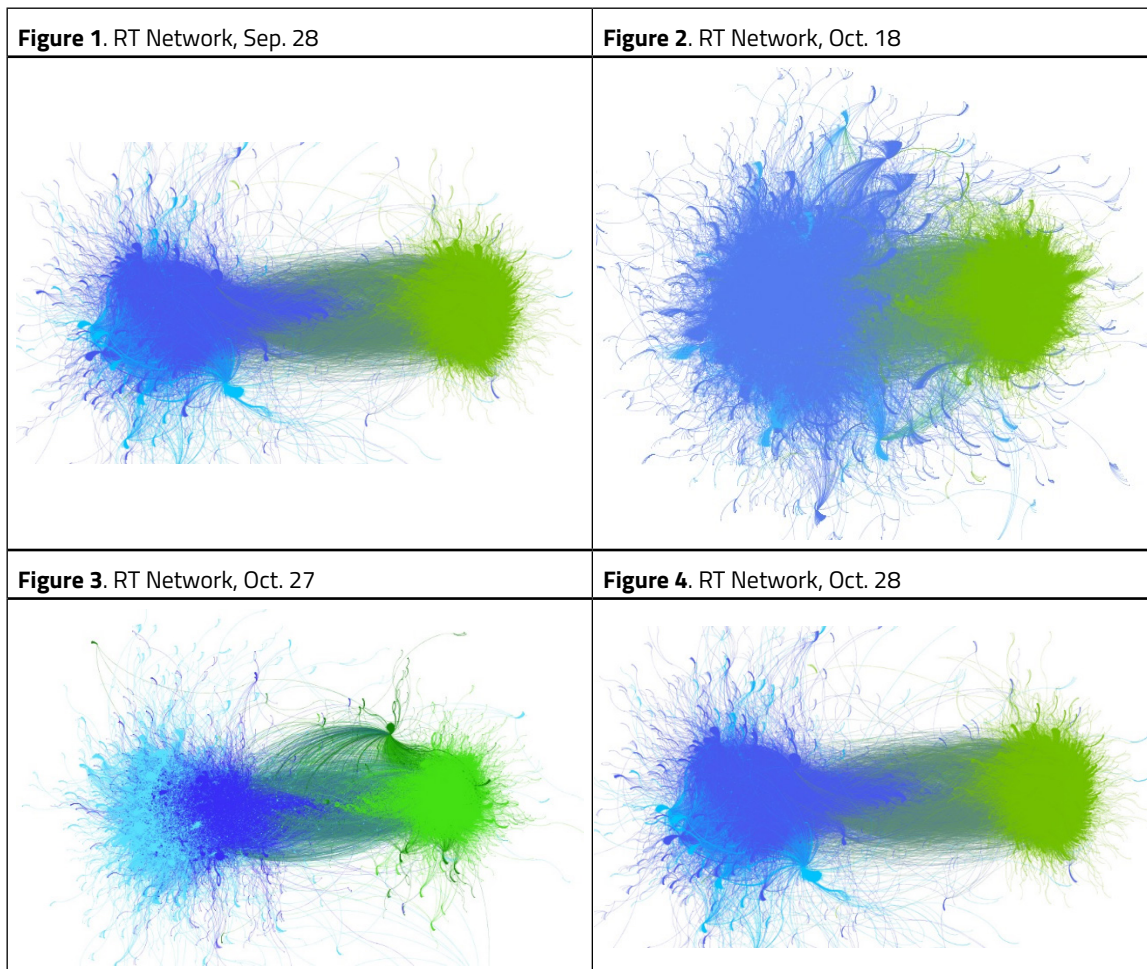 Figure 1. RT Network, Sep. 28
Figure 2. RT Network, Oct. 18
Figure 3. RT Network, Oct. 27
Figure 4. RT Network, Oct. 28